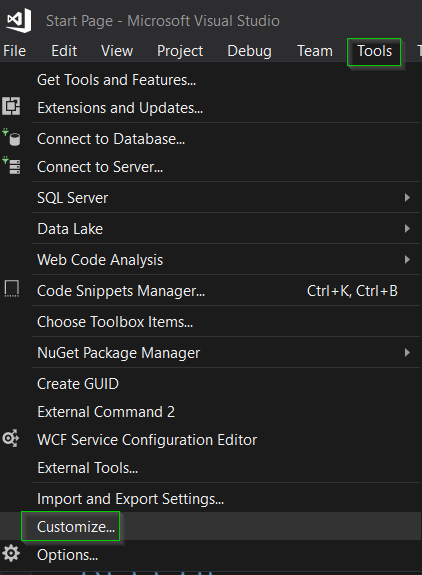 Start Page - Microsoft Visual Studio
File Edit View Project Debug Team Tools
Get Tools and Features...
Extensions and Updates...
Connect to Database...
Connect to Server...
SQL Server
Data Lake
Web Code Analysis
Code Snippets Manager... Ctrl+K, Ctrl+B
Choose Toolbox Items...
NuGet Package Manager
Create GUID
External Command 2
WCF Service Configuration Editor
External Tools...
Import and Export Settings...
Customize...
Options...